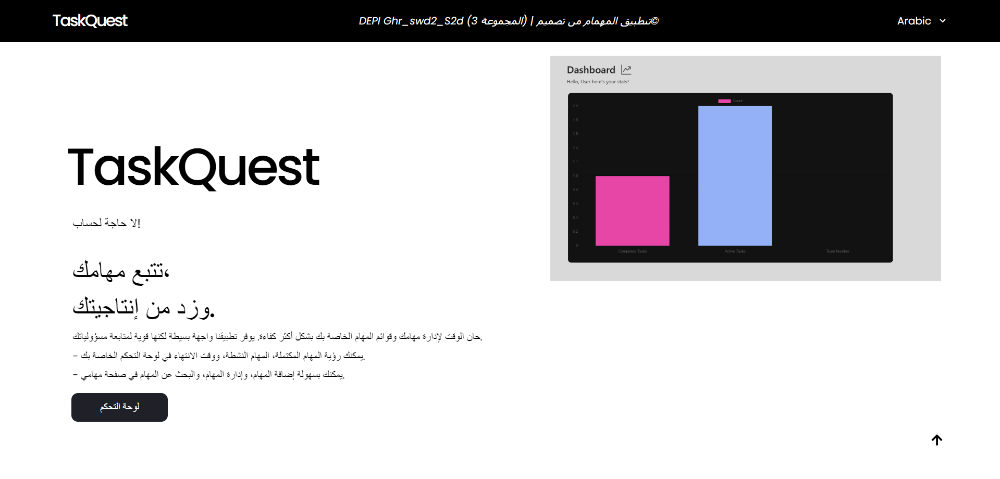 TaskQuest
©تتطبيق المهمام من تصميم | DEPI Ghr_swd2_S2d (المجموعة 3)
Arabic
TaskQuest
لا حاجة لحساب!
تتبع مهامك،
وزد من إنتاجيتك.
حان الوقت لإدارة مهامك وقوائم المهام الخاصة بك بشكل أكثر كفاءة. يوفر تطبيقنا واجهة بسيطة لكنها قوية لمتابعة مسؤولياتك.
- يمكنك رؤية المهام المكتملة، المهام النشطة، ووقت الانتهاء في لوحة التحكم الخاصة بك.
- يمكنك بسهولة إضافة المهام، وإدارة المهام، والبحث عن المهام في صفحة مهامي.
لوحة التحكم
Dashboard
Hello, User here's your stats!
Count
2.0
1.8
1.6
1.4
1.2
1.0
0.8
0.6
0.4
0.2
0
Completed Tasks
Active Tasks
Team Number